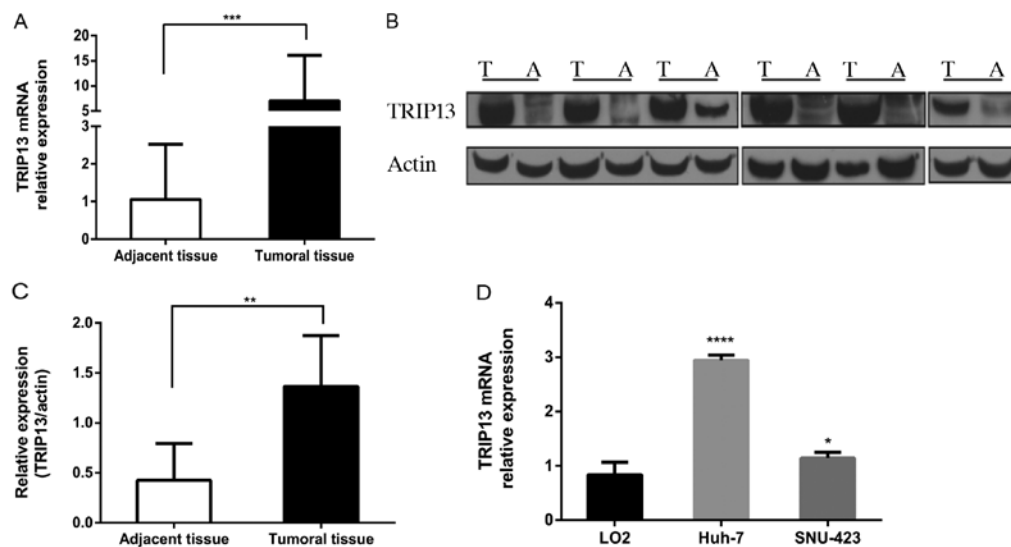 A
TRIP13 mRNA
relative expression
20
15
10
5
3
2
1
0
***
Adjacent tissue
Tumoral tissue
B
T A T A T A T A T A T A
TRIP13
Actin
C
Relative expression
(TRIP13/actin)
2.0
1.5
1.0
0.5
0.0
**
Adjacent tissue
Tumoral tissue
D
TRIP13 mRNA
relative expression
4
3
2
1
0
****
*
LO2
Huh-7
SNU-423